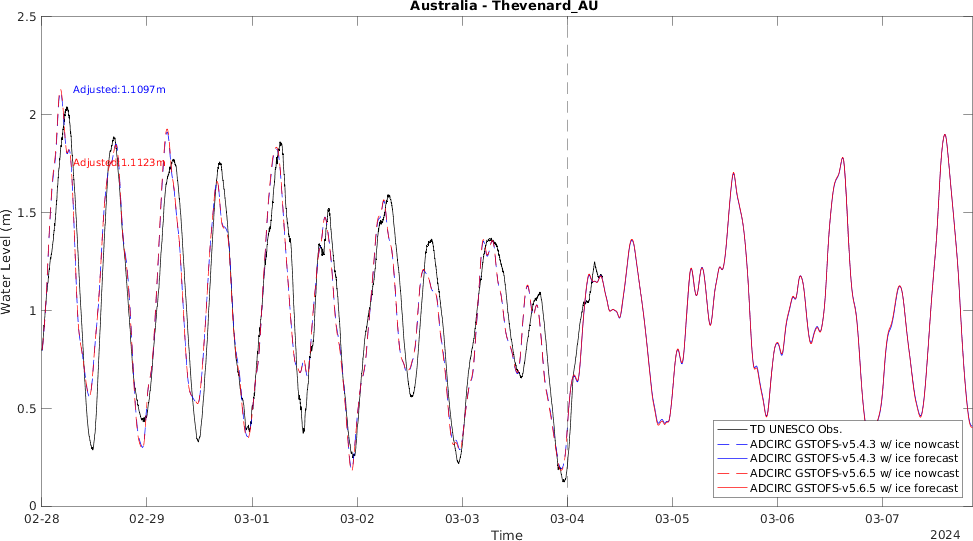 Australia - Thevenard_AU
2.5
2
1.5
1
0.5
0
Water Level (m)
Adjusted:1.1097m
Adjusted:1.1123m
TD UNESCO Obs.
ADCIRC GSTOFS-v5.4.3 w/ ice nowcast
ADCIRC GSTOFS-v5.4.3 w/ ice forecast
ADCIRC GSTOFS-v5.6.5 w/ ice nowcast
ADCIRC GSTOFS-v5.6.5 w/ ice forecast
02-28 02-29 03-01 03-02 03-03 03-04 03-05 03-06 03-07
Time
2024